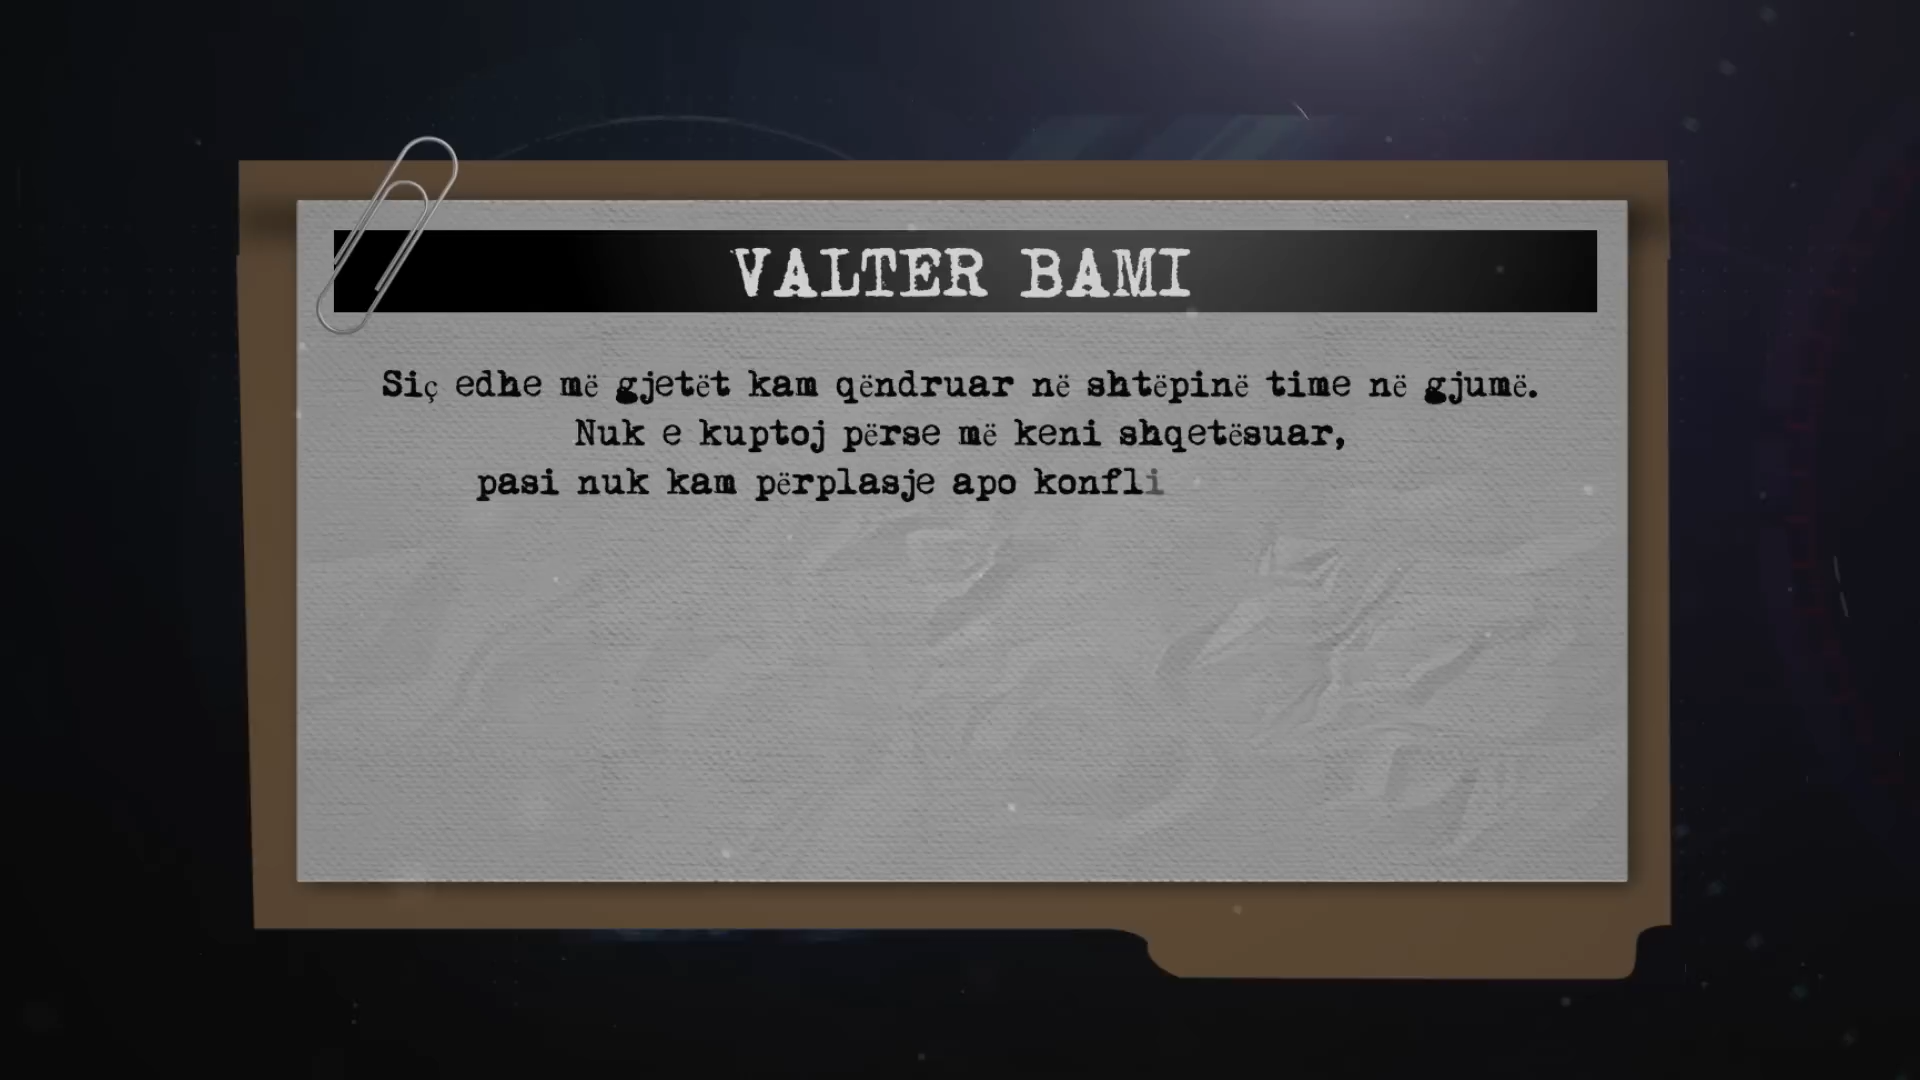 VALTER BAMI
Siç edhe më gjetët kam qëndruar në shtëpinë time në gjumë.
Nuk e kuptoj përse më keni shqetësuar,
pasi nuk kam përplasje apo konfli